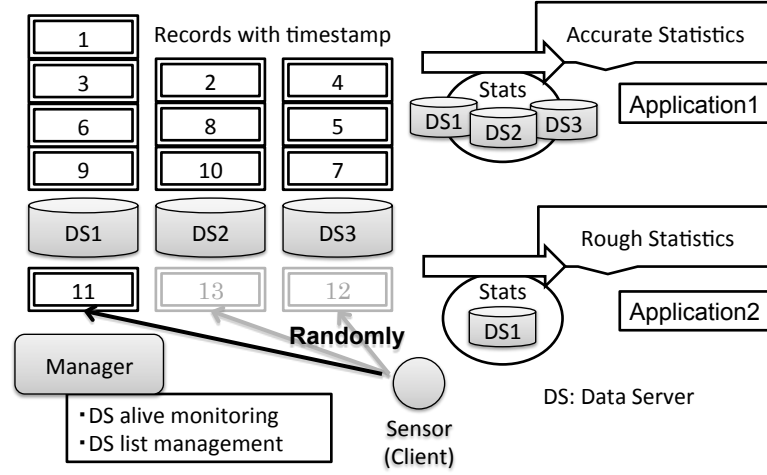 Records with timestamp
1
3
2
4
6
8
5
9
10
7
DS1
DS2
DS3
11
13
12
Randomly
Manager
・DS alive monitoring
・DS list management
Sensor
(Client)
Accurate Statistics
Stats
DS1
DS2
DS3
Application1
Rough Statistics
Stats
DS1
Application2
DS: Data Server